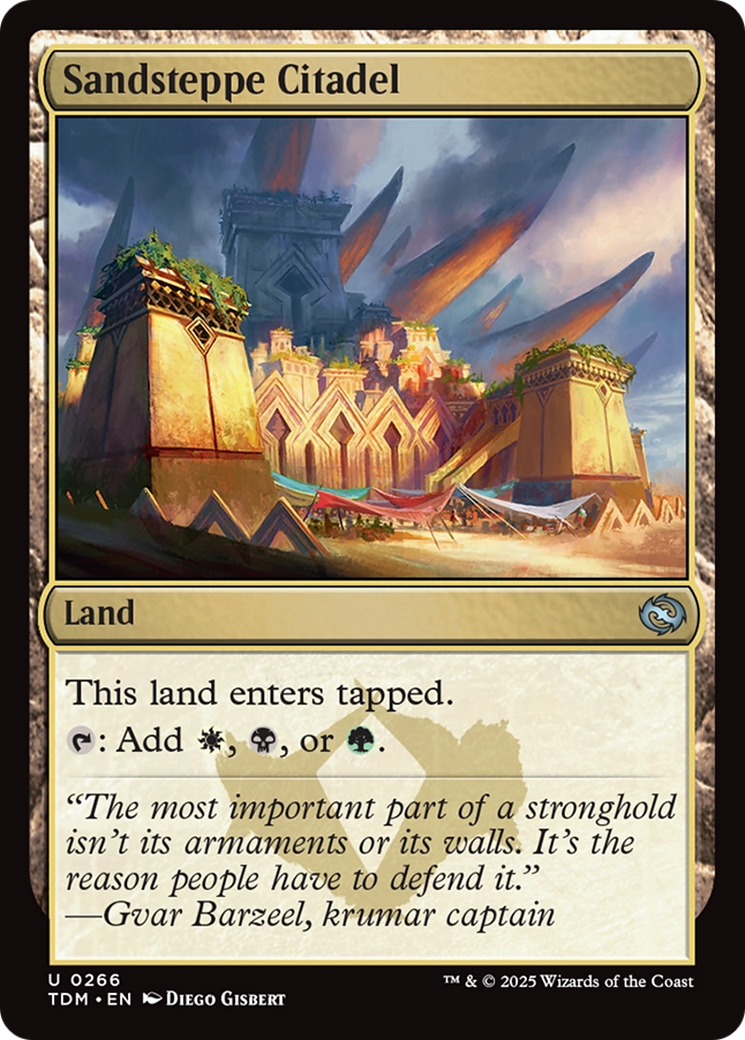 Sandsteppe Citadel
Land
This land enters tapped.
: Add , , or .
“The most important part of a stronghold
isn’t its armaments or its walls. It’s the
reason people have to defend it.”
—Gvar Barzeel, krumar captain
U 0266
TDM • EN Diego Gisbert
™ & © 2025 Wizards of the Coast